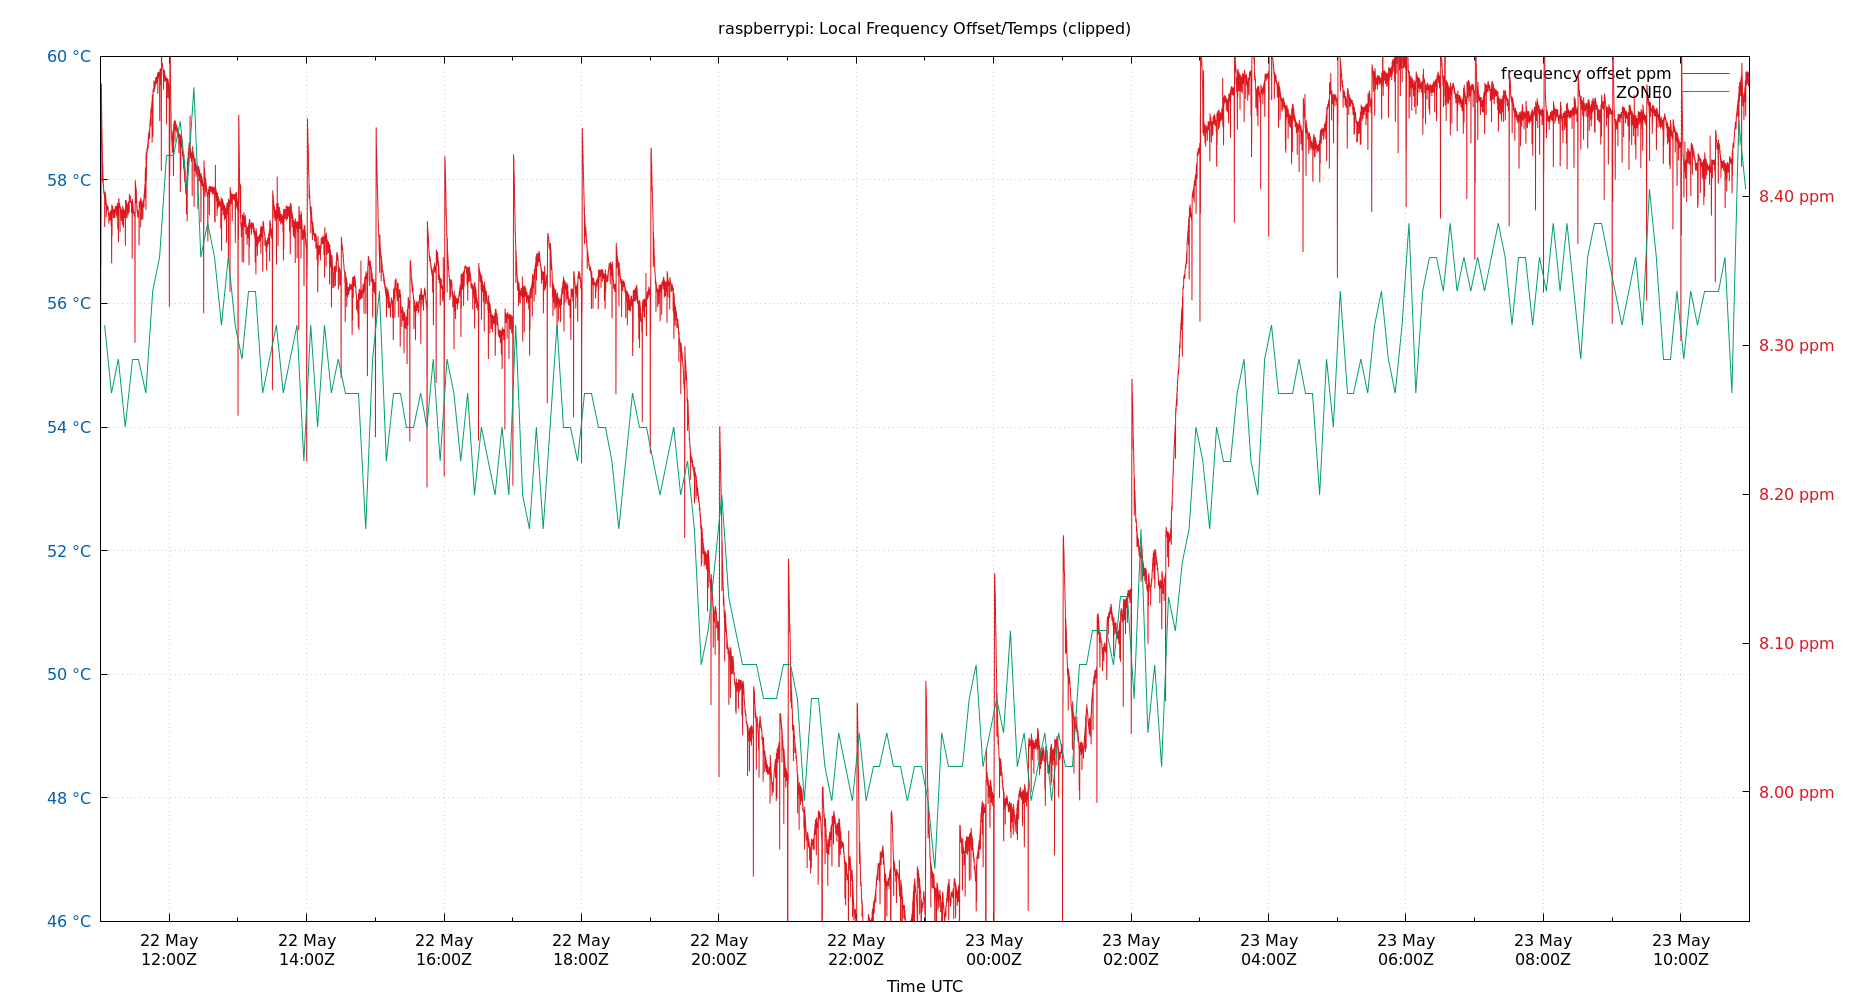 raspberrypi: Local Frequency Offset/Temps (clipped)
60 °C
58 °C
56 °C
54 °C
52 °C
50 °C
48 °C
46 °C
frequency offset ppm
ZONE0
8.40 ppm
8.30 ppm
8.20 ppm
8.10 ppm
8.00 ppm
22 May
12:00Z
22 May
14:00Z
22 May
16:00Z
22 May
18:00Z
22 May
20:00Z
22 May
22:00Z
23 May
00:00Z
23 May
02:00Z
23 May
04:00Z
23 May
06:00Z
23 May
08:00Z
23 May
10:00Z
Time UTC